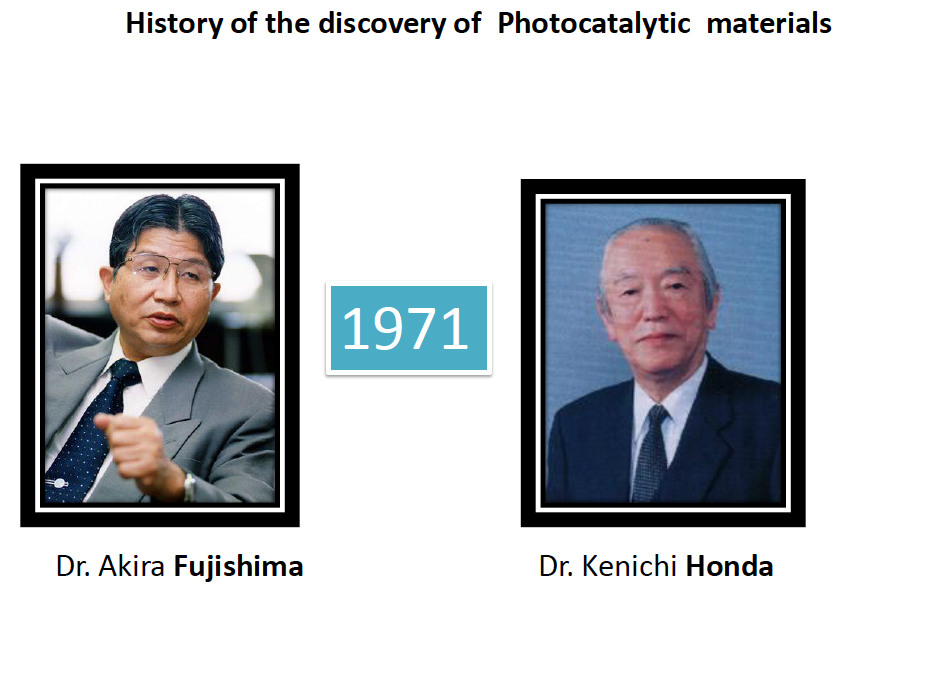 History of the discovery of Photocatalytic materials
1971
Dr. Akira Fujishima
Dr. Kenichi Honda